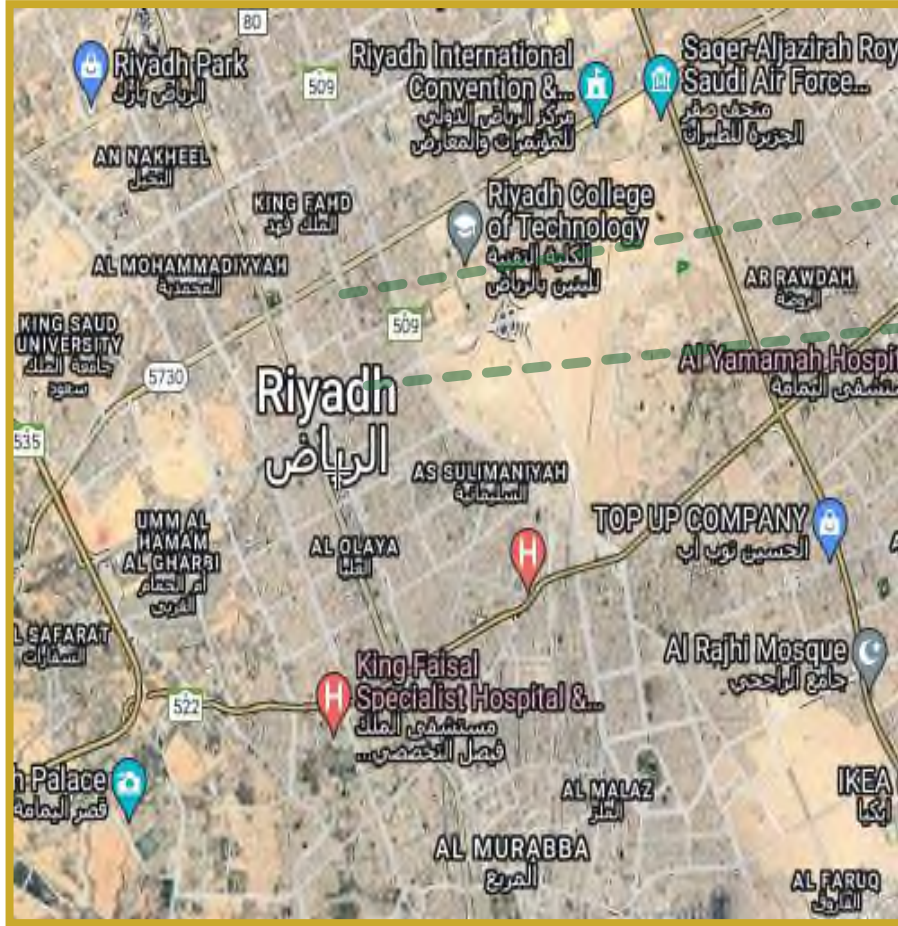 80
Riyadh Park
الرياض بارك
509
Riyadh International
Convention &...
مركز الرياض الدولي
للمؤتمرات والمعارض
Saqer-Aljazirah Roy
Saudi Air Force...
متحف صقر
الجزيرة للطيران
AN NAKHEEL
النخيل
KING FAHD
الملك فهد
Riyadh College
of Technology
الكلية التقنية
للبنين بالرياض
AL MOHAMMADIYYAH
المحمدية
AR RAWDAH
الروضة
KING SAUD
UNIVERSITY
جامعة الملك
سعود
509
5730
Al Yamamah Hospit
ستشفى اليمامة
Riyadh
الرياض
535
AS SULIMANIYAH
السليمانية
UMM AL
HAMAM
AL GHARBI
أم الحمام
الغربي
AL OLAYA
العليا
TOP UP COMPANY
الحسين توب أب
L SAFARAT
السفارات
H
Al Rajhi Mosque
جامع الراجحي
King Faisal
Specialist Hospital &...
مستشفى الملك
فيصل التخصصي...
H
522
h Palace
قصر اليمامة
AL MALAZ
الملز
IKEA
ايكيا
AL MURABBA
المربع
AL FARUQ
الفاروق